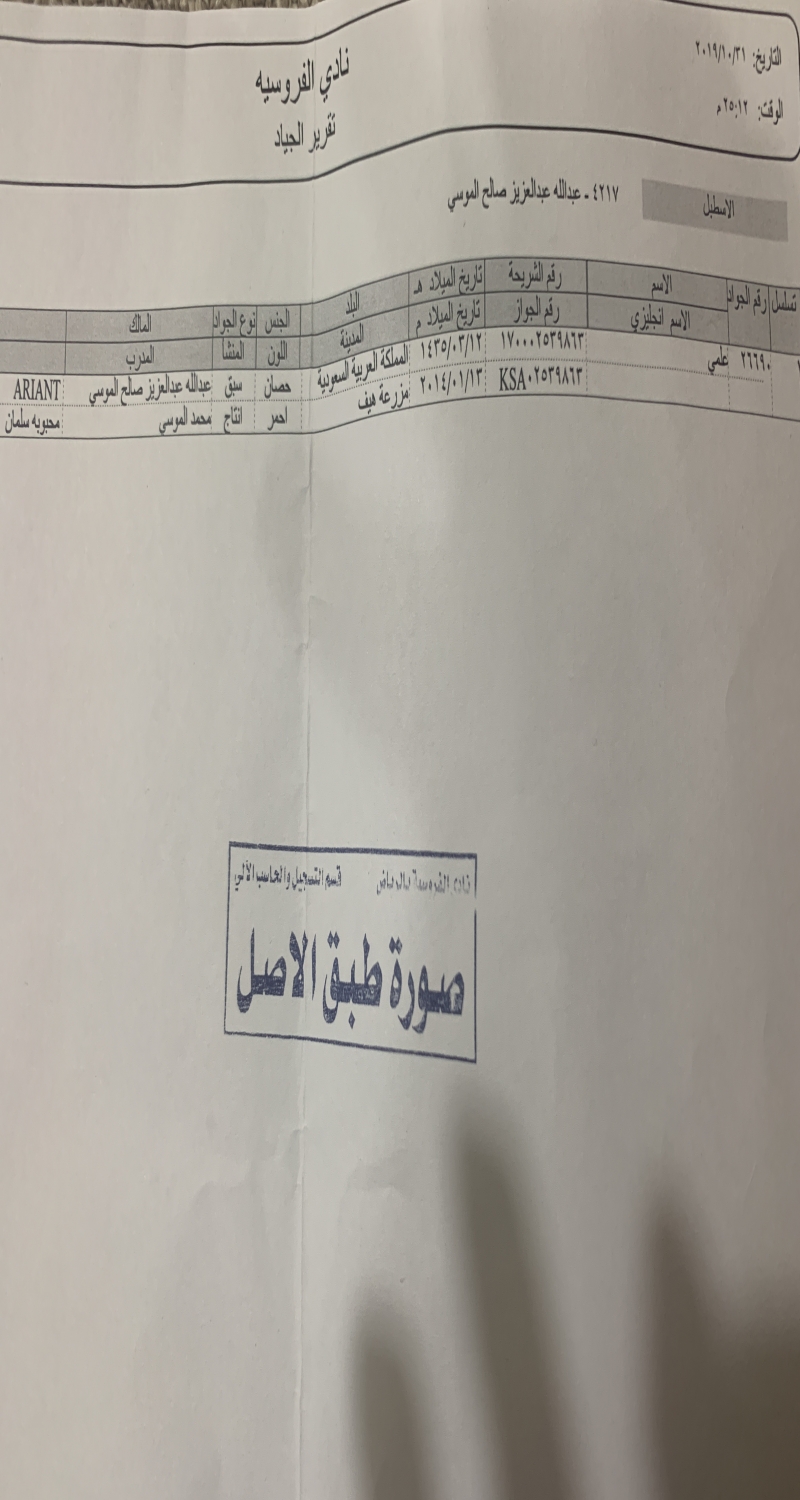 التاريخ: ٢٠١٩/١٠/٣١
نادي الفروسيه
الوقت: ٢٥:١٢ م
تقرير الجياد
الاسطبل ٤٢١٧ - عبدالله عبدالعزيز صالح الموسي
تسلسل رقم الجواد الاسم رقم الشريحة تاريخ الميلاد هـ البلد الجنس نوع الجواد المالك
الاسم انجليزي رقم الجواز تاريخ الميلاد م المدينة اللون المنشأ المدرب
٢٦٦٩٠ علمي ١٧٠٠٠٢٥٣٩٨٦٣ ١٤٣٥/٠٣/١٢ المملكة العربية السعودية حصان سبق عبدالله عبدالعزيز صالح الموسي ARIANT
KSA٠٢٥٣٩٨٦٣ ٢٠١٤/٠١/١٣ مزرعة هيف احمر انتاج محمد الموسي محبوبه سلمان
نادي الفروسية بالرياض قسم التسجيل والحاسب الآلي
صورة طبق الاصل